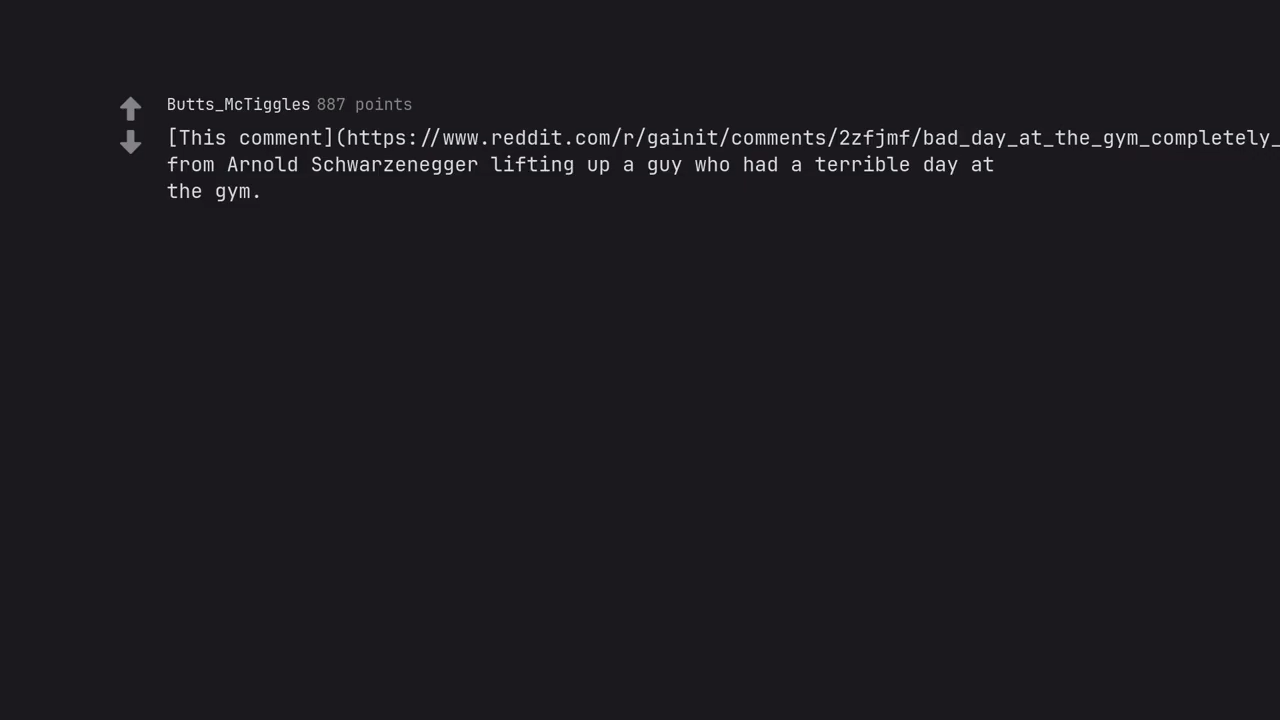 Butts_McTiggles 887 points
[This comment](https://www.reddit.com/r/gainit/comments/2zfjmf/bad_day_at_the_gym_completely_
from Arnold Schwarzenegger lifting up a guy who had a terrible day at
the gym.